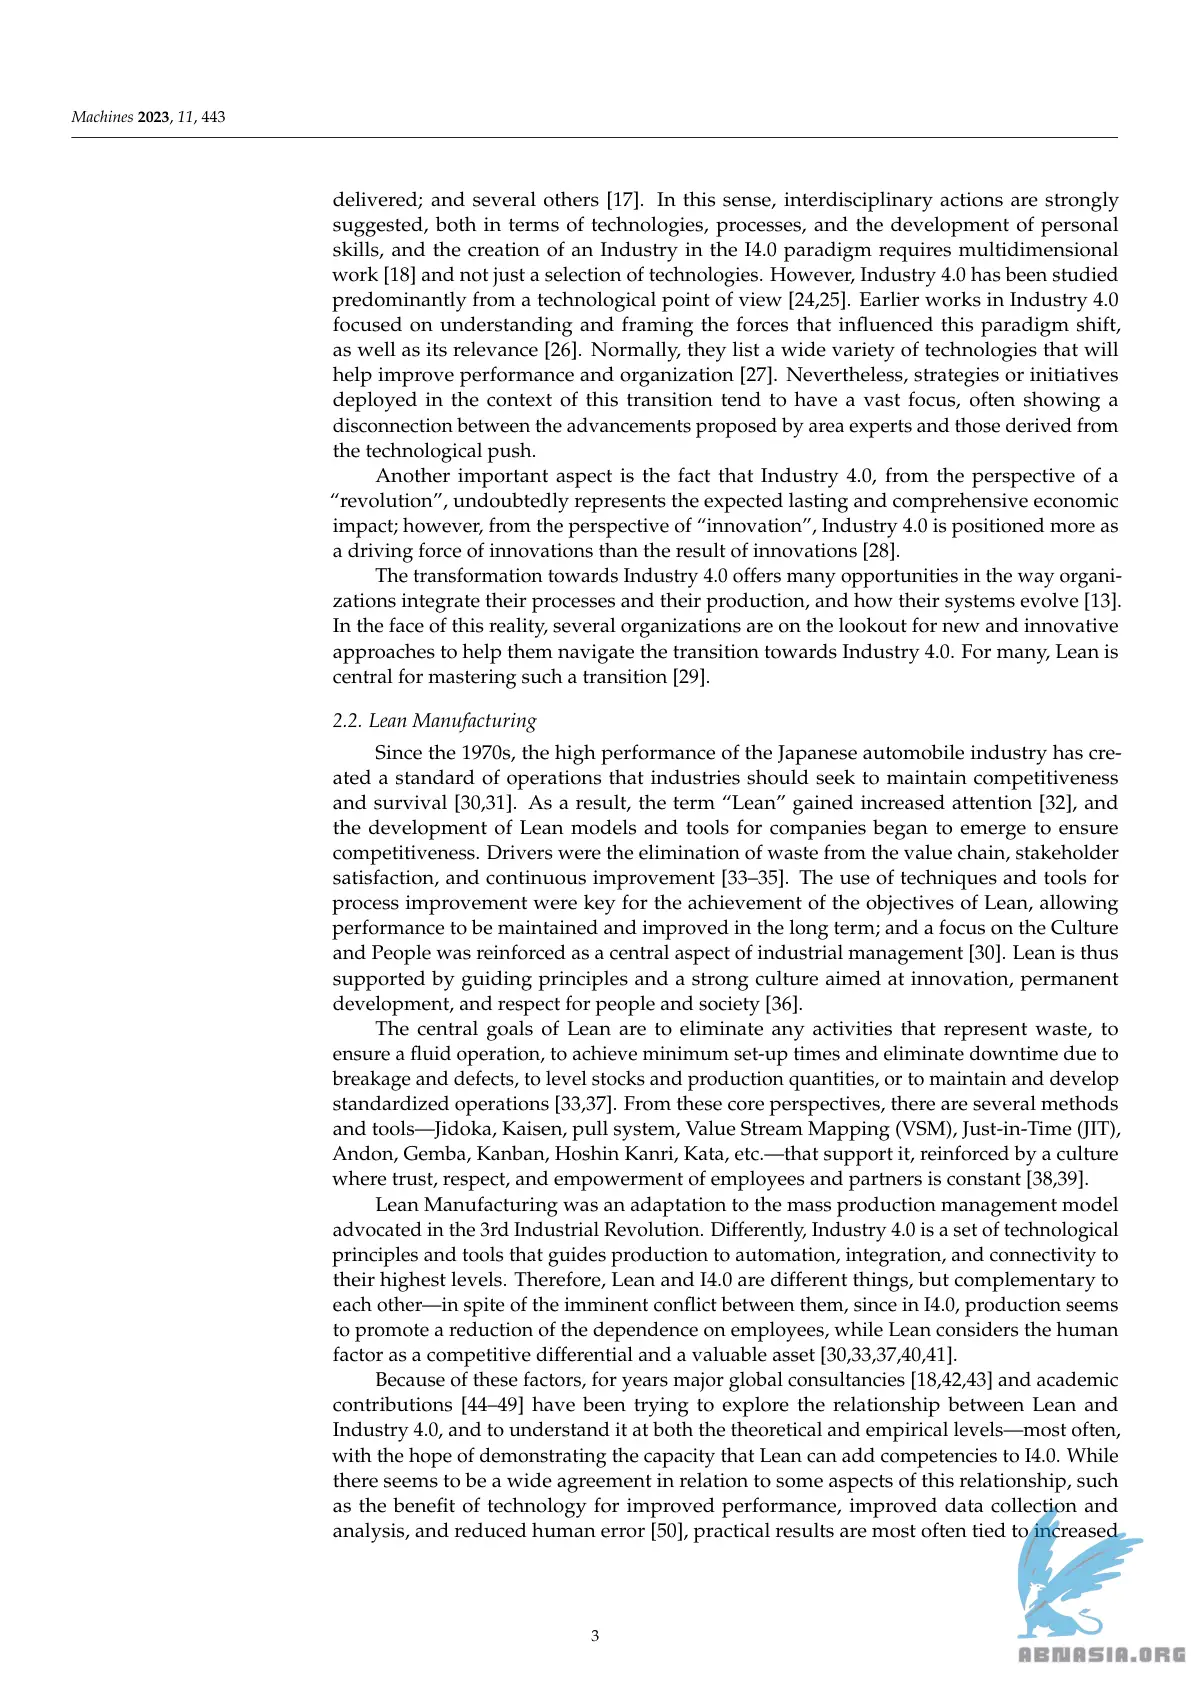 Machines 2023, 11, 443
delivered; and several others [17]. In this sense, interdisciplinary actions are strongly
suggested, both in terms of technologies, processes, and the development of personal
skills, and the creation of an Industry in the I4.0 paradigm requires multidimensional
work [18] and not just a selection of technologies. However, Industry 4.0 has been studied
predominantly from a technological point of view [24,25]. Earlier works in Industry 4.0
focused on understanding and framing the forces that influenced this paradigm shift,
as well as its relevance [26]. Normally, they list a wide variety of technologies that will
help improve performance and organization [27]. Nevertheless, strategies or initiatives
deployed in the context of this transition tend to have a vast focus, often showing a
disconnection between the advancements proposed by area experts and those derived from
the technological push.
Another important aspect is the fact that Industry 4.0, from the perspective of a
“revolution”, undoubtedly represents the expected lasting and comprehensive economic
impact; however, from the perspective of “innovation”, Industry 4.0 is positioned more as
a driving force of innovations than the result of innovations [28].
The transformation towards Industry 4.0 offers many opportunities in the way organi-
zations integrate their processes and their production, and how their systems evolve [13].
In the face of this reality, several organizations are on the lookout for new and innovative
approaches to help them navigate the transition towards Industry 4.0. For many, Lean is
central for mastering such a transition [29].
2.2. Lean Manufacturing
Since the 1970s, the high performance of the Japanese automobile industry has cre-
ated a standard of operations that industries should seek to maintain competitiveness
and survival [30,31]. As a result, the term “Lean” gained increased attention [32], and
the development of Lean models and tools for companies began to emerge to ensure
competitiveness. Drivers were the elimination of waste from the value chain, stakeholder
satisfaction, and continuous improvement [33–35]. The use of techniques and tools for
process improvement were key for the achievement of the objectives of Lean, allowing
performance to be maintained and improved in the long term; and a focus on the Culture
and People was reinforced as a central aspect of industrial management [30]. Lean is thus
supported by guiding principles and a strong culture aimed at innovation, permanent
development, and respect for people and society [36].
The central goals of Lean are to eliminate any activities that represent waste, to
ensure a fluid operation, to achieve minimum set-up times and eliminate downtime due to
breakage and defects, to level stocks and production quantities, or to maintain and develop
standardized operations [33,37]. From these core perspectives, there are several methods
and tools—Jidoka, Kaisen, pull system, Value Stream Mapping (VSM), Just-in-Time (JIT),
Andon, Gemba, Kanban, Hoshin Kanri, Kata, etc.—that support it, reinforced by a culture
where trust, respect, and empowerment of employees and partners is constant [38,39].
Lean Manufacturing was an adaptation to the mass production management model
advocated in the 3rd Industrial Revolution. Differently, Industry 4.0 is a set of technological
principles and tools that guides production to automation, integration, and connectivity to
their highest levels. Therefore, Lean and I4.0 are different things, but complementary to
each other—in spite of the imminent conflict between them, since in I4.0, production seems
to promote a reduction of the dependence on employees, while Lean considers the human
factor as a competitive differential and a valuable asset [30,33,37,40,41].
Because of these factors, for years major global consultancies [18,42,43] and academic
contributions [44–49] have been trying to explore the relationship between Lean and
Industry 4.0, and to understand it at both the theoretical and empirical levels—most often,
with the hope of demonstrating the capacity that Lean can add competencies to I4.0. While
there seems to be a wide agreement in relation to some aspects of this relationship, such
as the benefit of technology for improved performance, improved data collection and
analysis, and reduced human error [50], practical results are most often tied to increased
3
ABNASIA.ORG